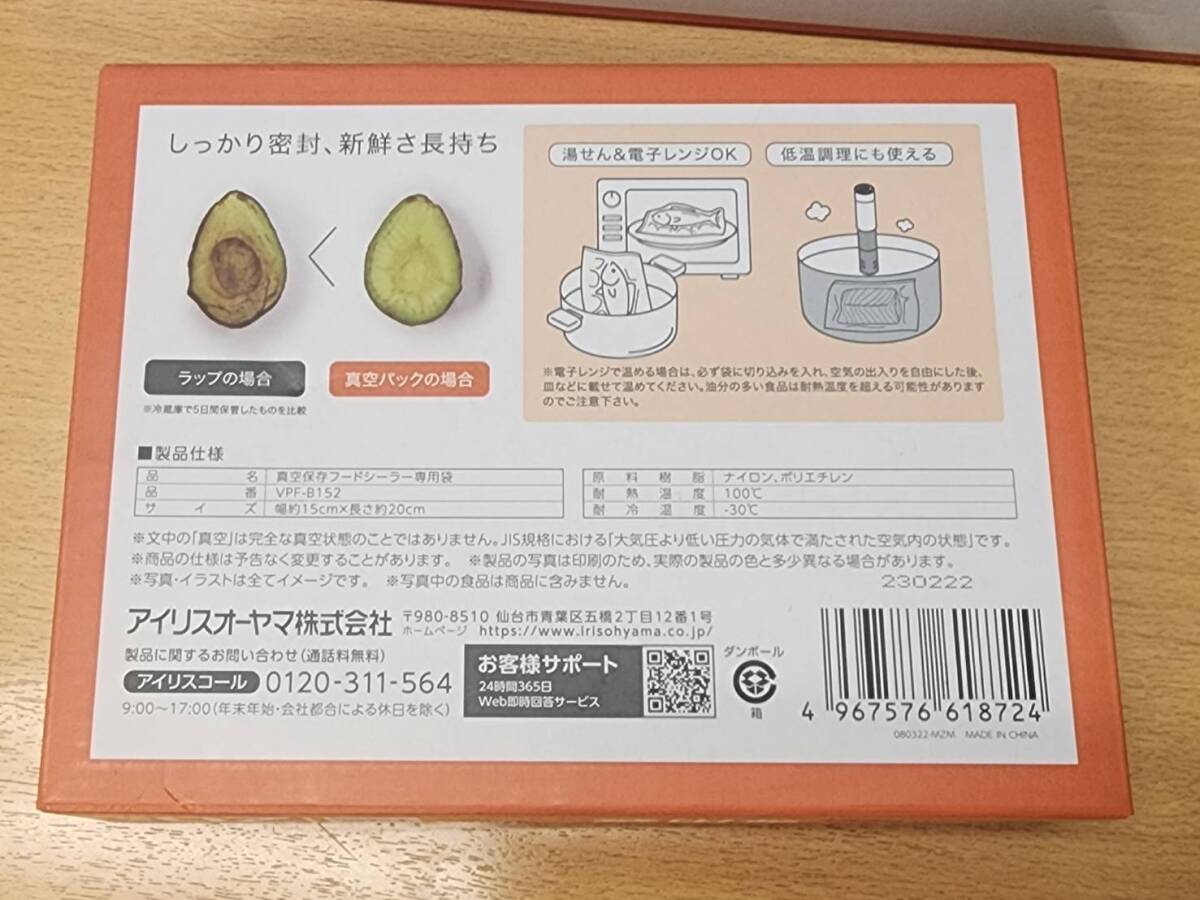 しっかり密封、新鮮さ長持ち
ラップの場合
真空パックの場合
※冷蔵庫で5日間保管したものを比較
湯せん&電子レンジOK
低温調理にも使える
※電子レンジで温める場合は、必ず袋に切り込みを入れ、空気の出入りを自由にした後、
皿などに載せて温めてください。油分の多い食品は耐熱温度を超える可能性があります
のでご注意下さい。
■製品仕様
品名 真空保存フードシーラー専用袋
品番 VPF-B152
サイズ 幅約15cm×長さ約20cm
原料樹脂 ナイロン、ポリエチレン
耐熱温度 100℃
耐冷温度 -30℃
※文中の「真空」は完全な真空状態のことではありません。JIS規格における「大気圧より低い圧力の気体で満たされた空気内の状態」です。
※商品の仕様は予告なく変更することがあります。 ※製品の写真は印刷のため、実際の製品の色と多少異なる場合があります。
※写真・イラストは全てイメージです。 ※写真中の食品は商品に含みません。
230222
アイリスオーヤマ株式会社 〒980-8510 仙台市青葉区五橋2丁目12番1号
ホームページ https://www.irisohyama.co.jp/
製品に関するお問い合わせ(通話料無料)
アイリスコール 0120-311-564
9:00~17:00(年末年始・会社都合による休日を除く)
お客様サポート
24時間365日
Web即時回答サービス
ダンボール
箱
4 967576 618724
080322-MZM MADE IN CHINA